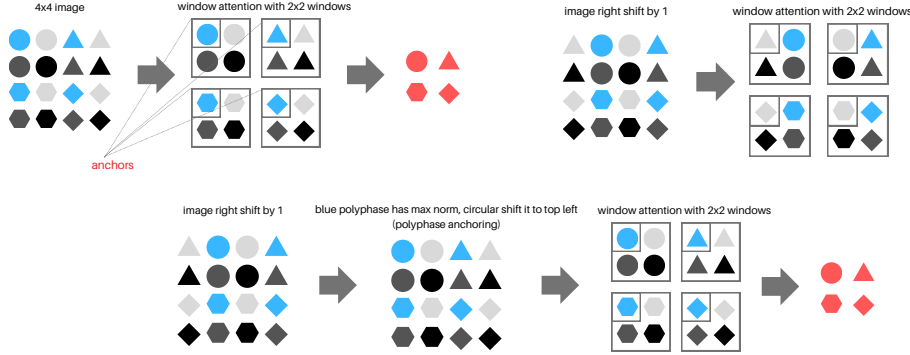 4x4 image
window attention with 2x2 windows
anchors
image right shift by 1
window attention with 2x2 windows
image right shift by 1
blue polyphase has max norm, circular shift it to top left
(polyphase anchoring)
window attention with 2x2 windows